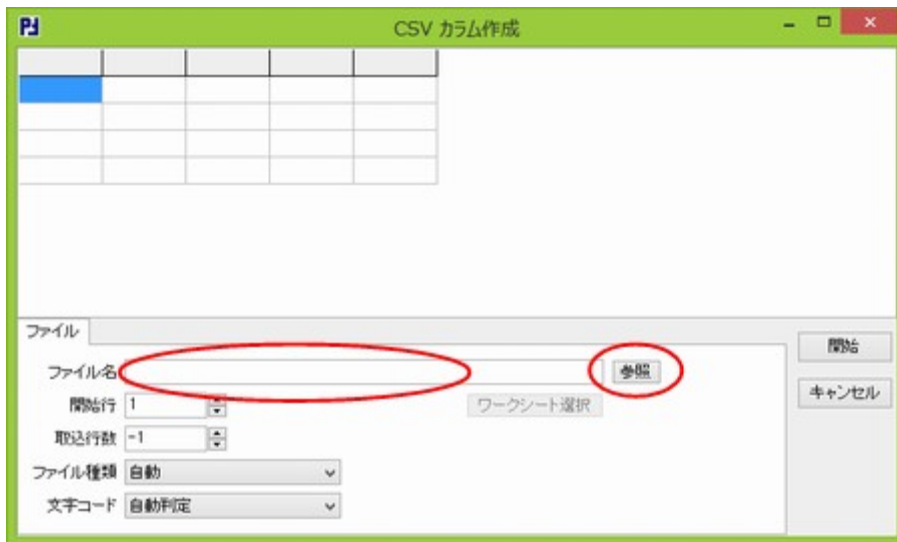 CSV カラム作成
ファイル
ファイル名 参照
開始行 1 ワークシート選択
取込行数 -1
ファイル種類 自動
文字コード 自動判定
開始
キャンセル